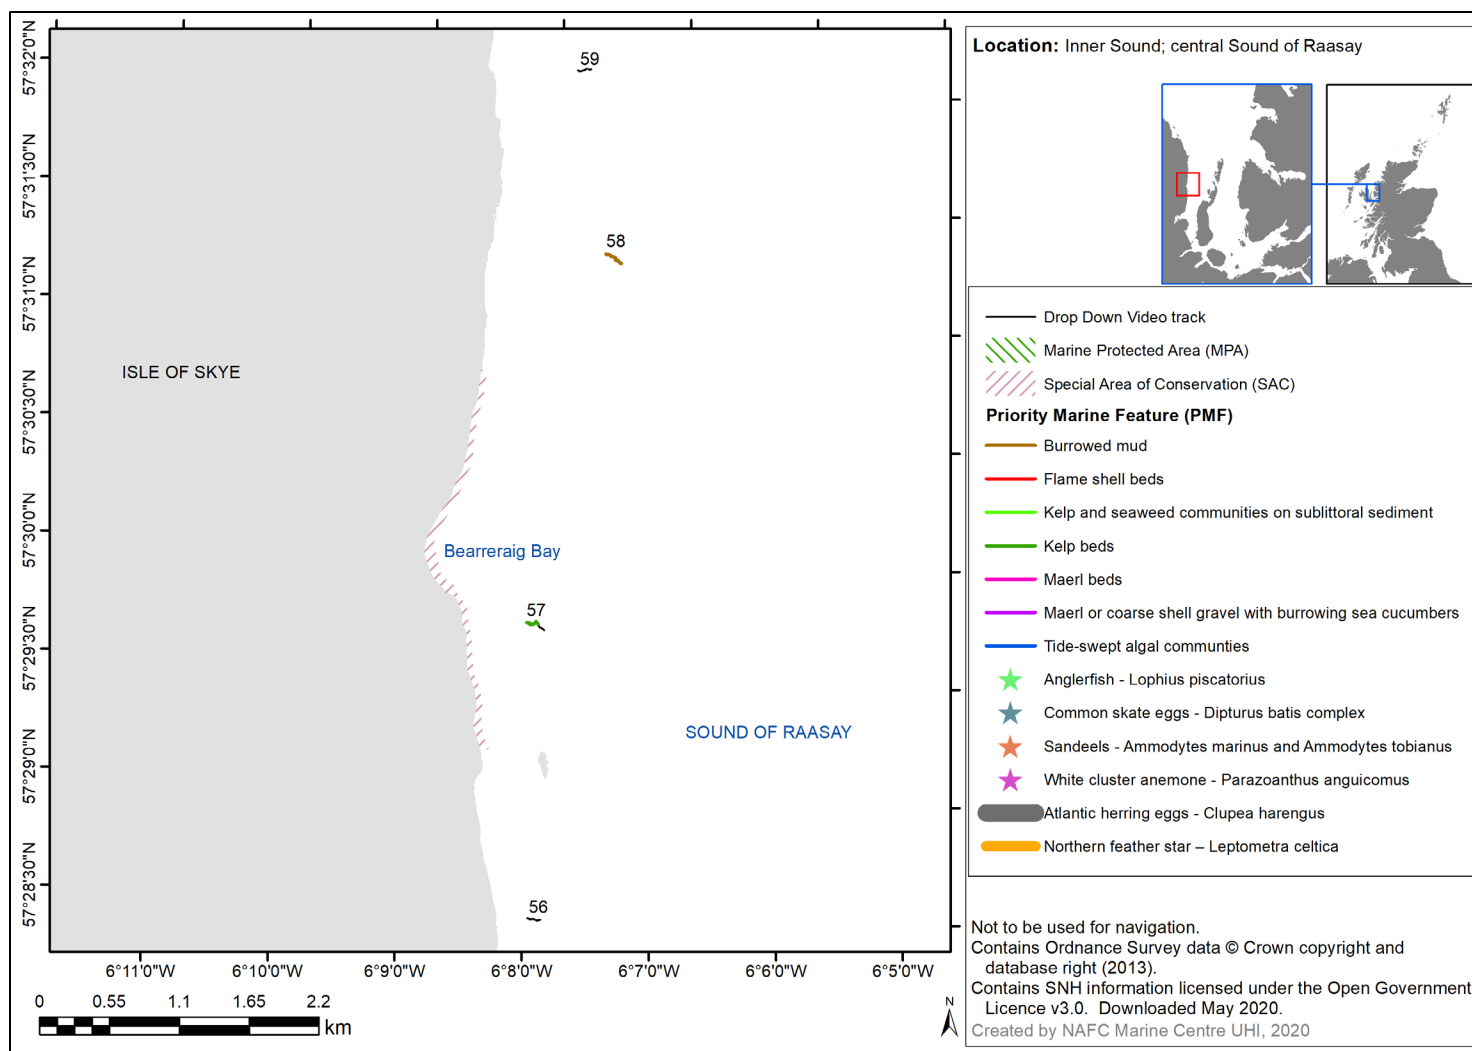 57°32'0"N
57°31'30"N
57°31'0"N
57°30'30"N
57°30'0"N
57°29'30"N
57°29'0"N
57°28'30"N
59
58
ISLE OF SKYE
Bearreraig Bay
57
SOUND OF RAASAY
56
6°11'0"W 6°10'0"W 6°9'0"W 6°8'0"W 6°7'0"W 6°6'0"W 6°5'0"W
0 0.55 1.1 1.65 2.2
km
N
Location: Inner Sound; central Sound of Raasay
Drop Down Video track
Marine Protected Area (MPA)
Special Area of Conservation (SAC)
Priority Marine Feature (PMF)
Burrowed mud
Flame shell beds
Kelp and seaweed communities on sublittoral sediment
Kelp beds
Maerl beds
Maerl or coarse shell gravel with burrowing sea cucumbers
Tide-swept algal communties
Anglerfish - Lophius piscatorius
Common skate eggs - Dipturus batis complex
Sandeels - Ammodytes marinus and Ammodytes tobianus
White cluster anemone - Parazoanthus anguicomus
Atlantic herring eggs - Clupea harengus
Northern feather star – Leptometra celtica
Not to be used for navigation.
Contains Ordnance Survey data © Crown copyright and
database right (2013).
Contains SNH information licensed under the Open Government
Licence v3.0. Downloaded May 2020.
Created by NAFC Marine Centre UHI, 2020